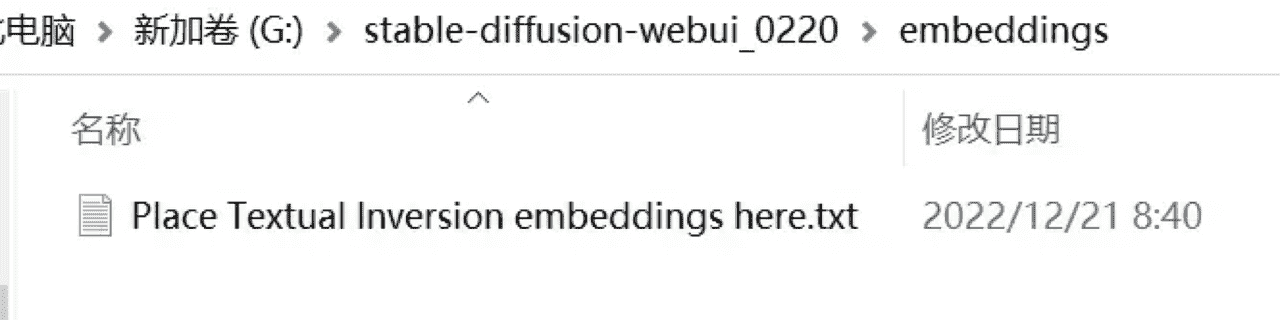 电脑 > 新加卷 (G:) > stable-diffusion-webui_0220 > embeddings
名称 修改日期
Place Textual Inversion embeddings here.txt 2022/12/21 8:40